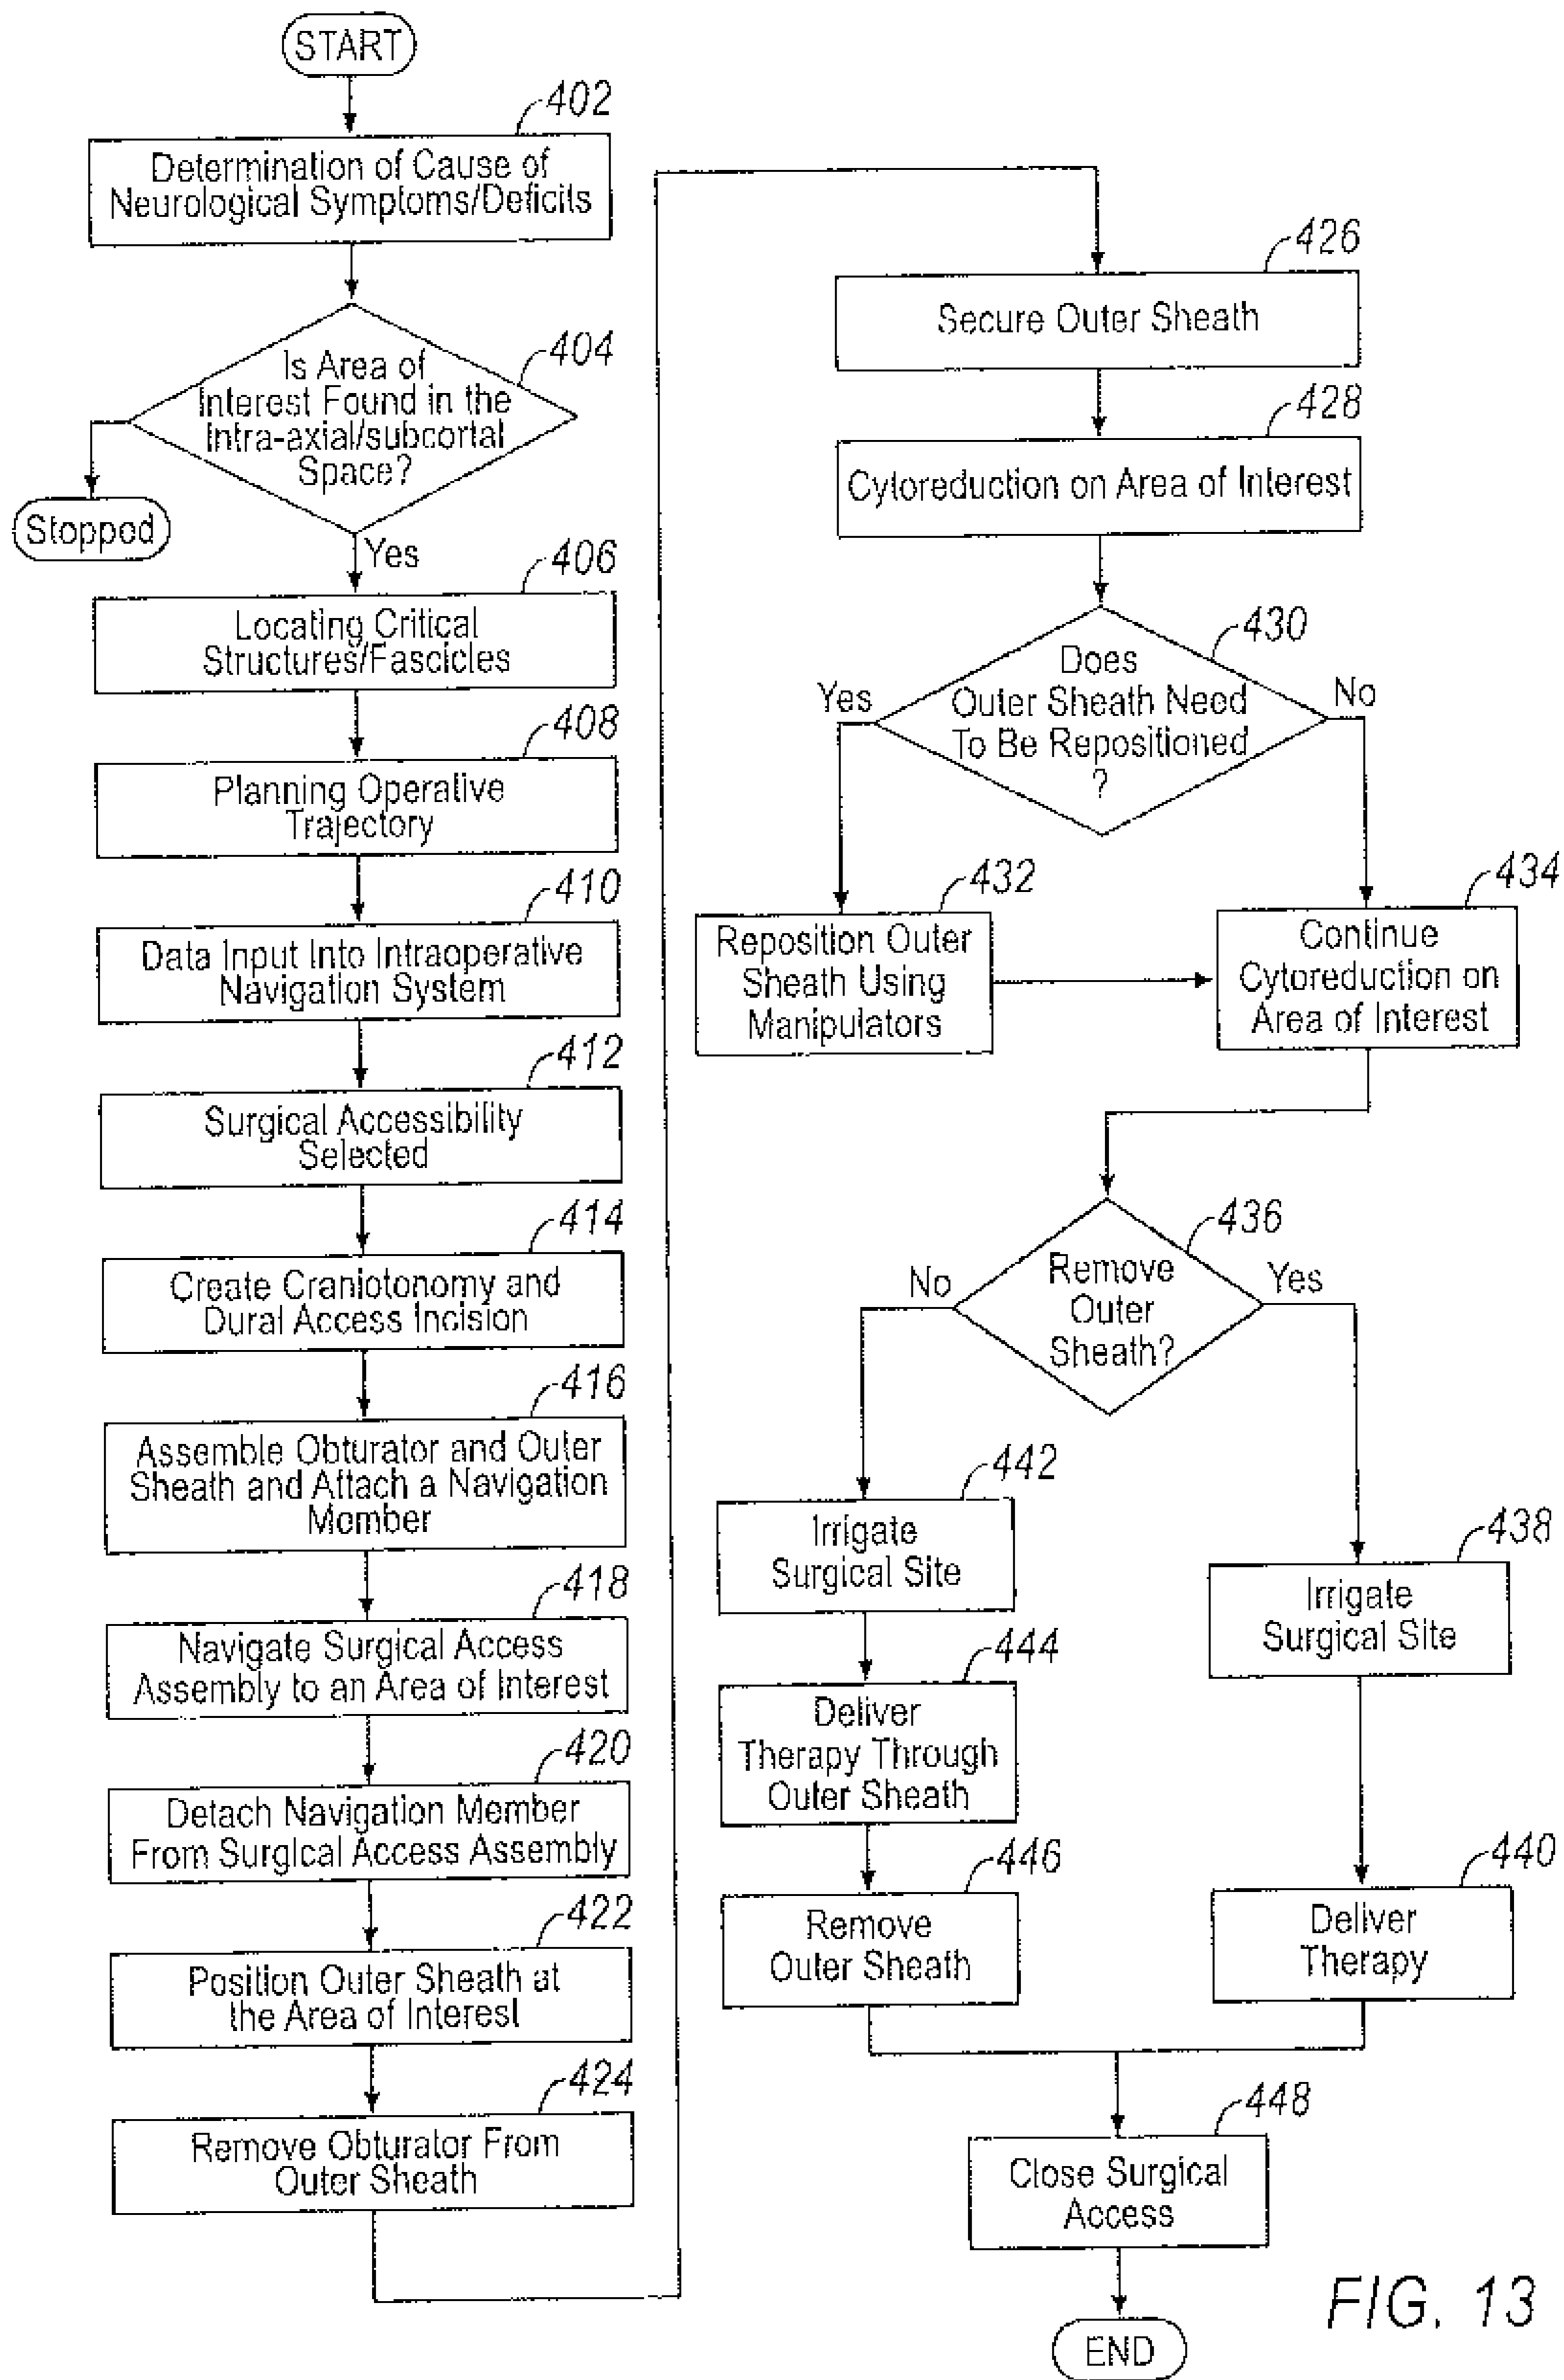 START
402
Determination of Cause of
Neurological Symptoms/Deficits
404
Is Area of
Interest Found in the
Intra-axial/subcortal
Space?
Stopped
Yes
406
Locating Critical
Structures/Fascicles
408
Planning Operative
Trajectory
410
Data Input Into Intraoperative
Navigation System
412
Surgical Accessibility
Selected
414
Create Craniotonomy and
Dural Access Incision
416
Assemble Obturator and Outer
Sheath and Attach a Navigation
Member
418
Navigate Surgical Access
Assembly to an Area of Interest
420
Detach Navigation Member
From Surgical Access Assembly
422
Position Outer Sheath at
the Area of Interest
424
Remove Obturator From
Outer Sheath
426
Secure Outer Sheath
428
Cytoreduction on Area of Interest
430
Does
Outer Sheath Need
To Be Repositioned
?
Yes
No
432
Reposition Outer
Sheath Using
Manipulators
434
Continue
Cytoreduction on
Area of Interest
436
Remove
Outer
Sheath?
No
Yes
442
Irrigate
Surgical Site
444
Deliver
Therapy Through
Outer Sheath
446
Remove
Outer Sheath
438
Irrigate
Surgical Site
440
Deliver
Therapy
448
Close Surgical
Access
END
FIG. 13